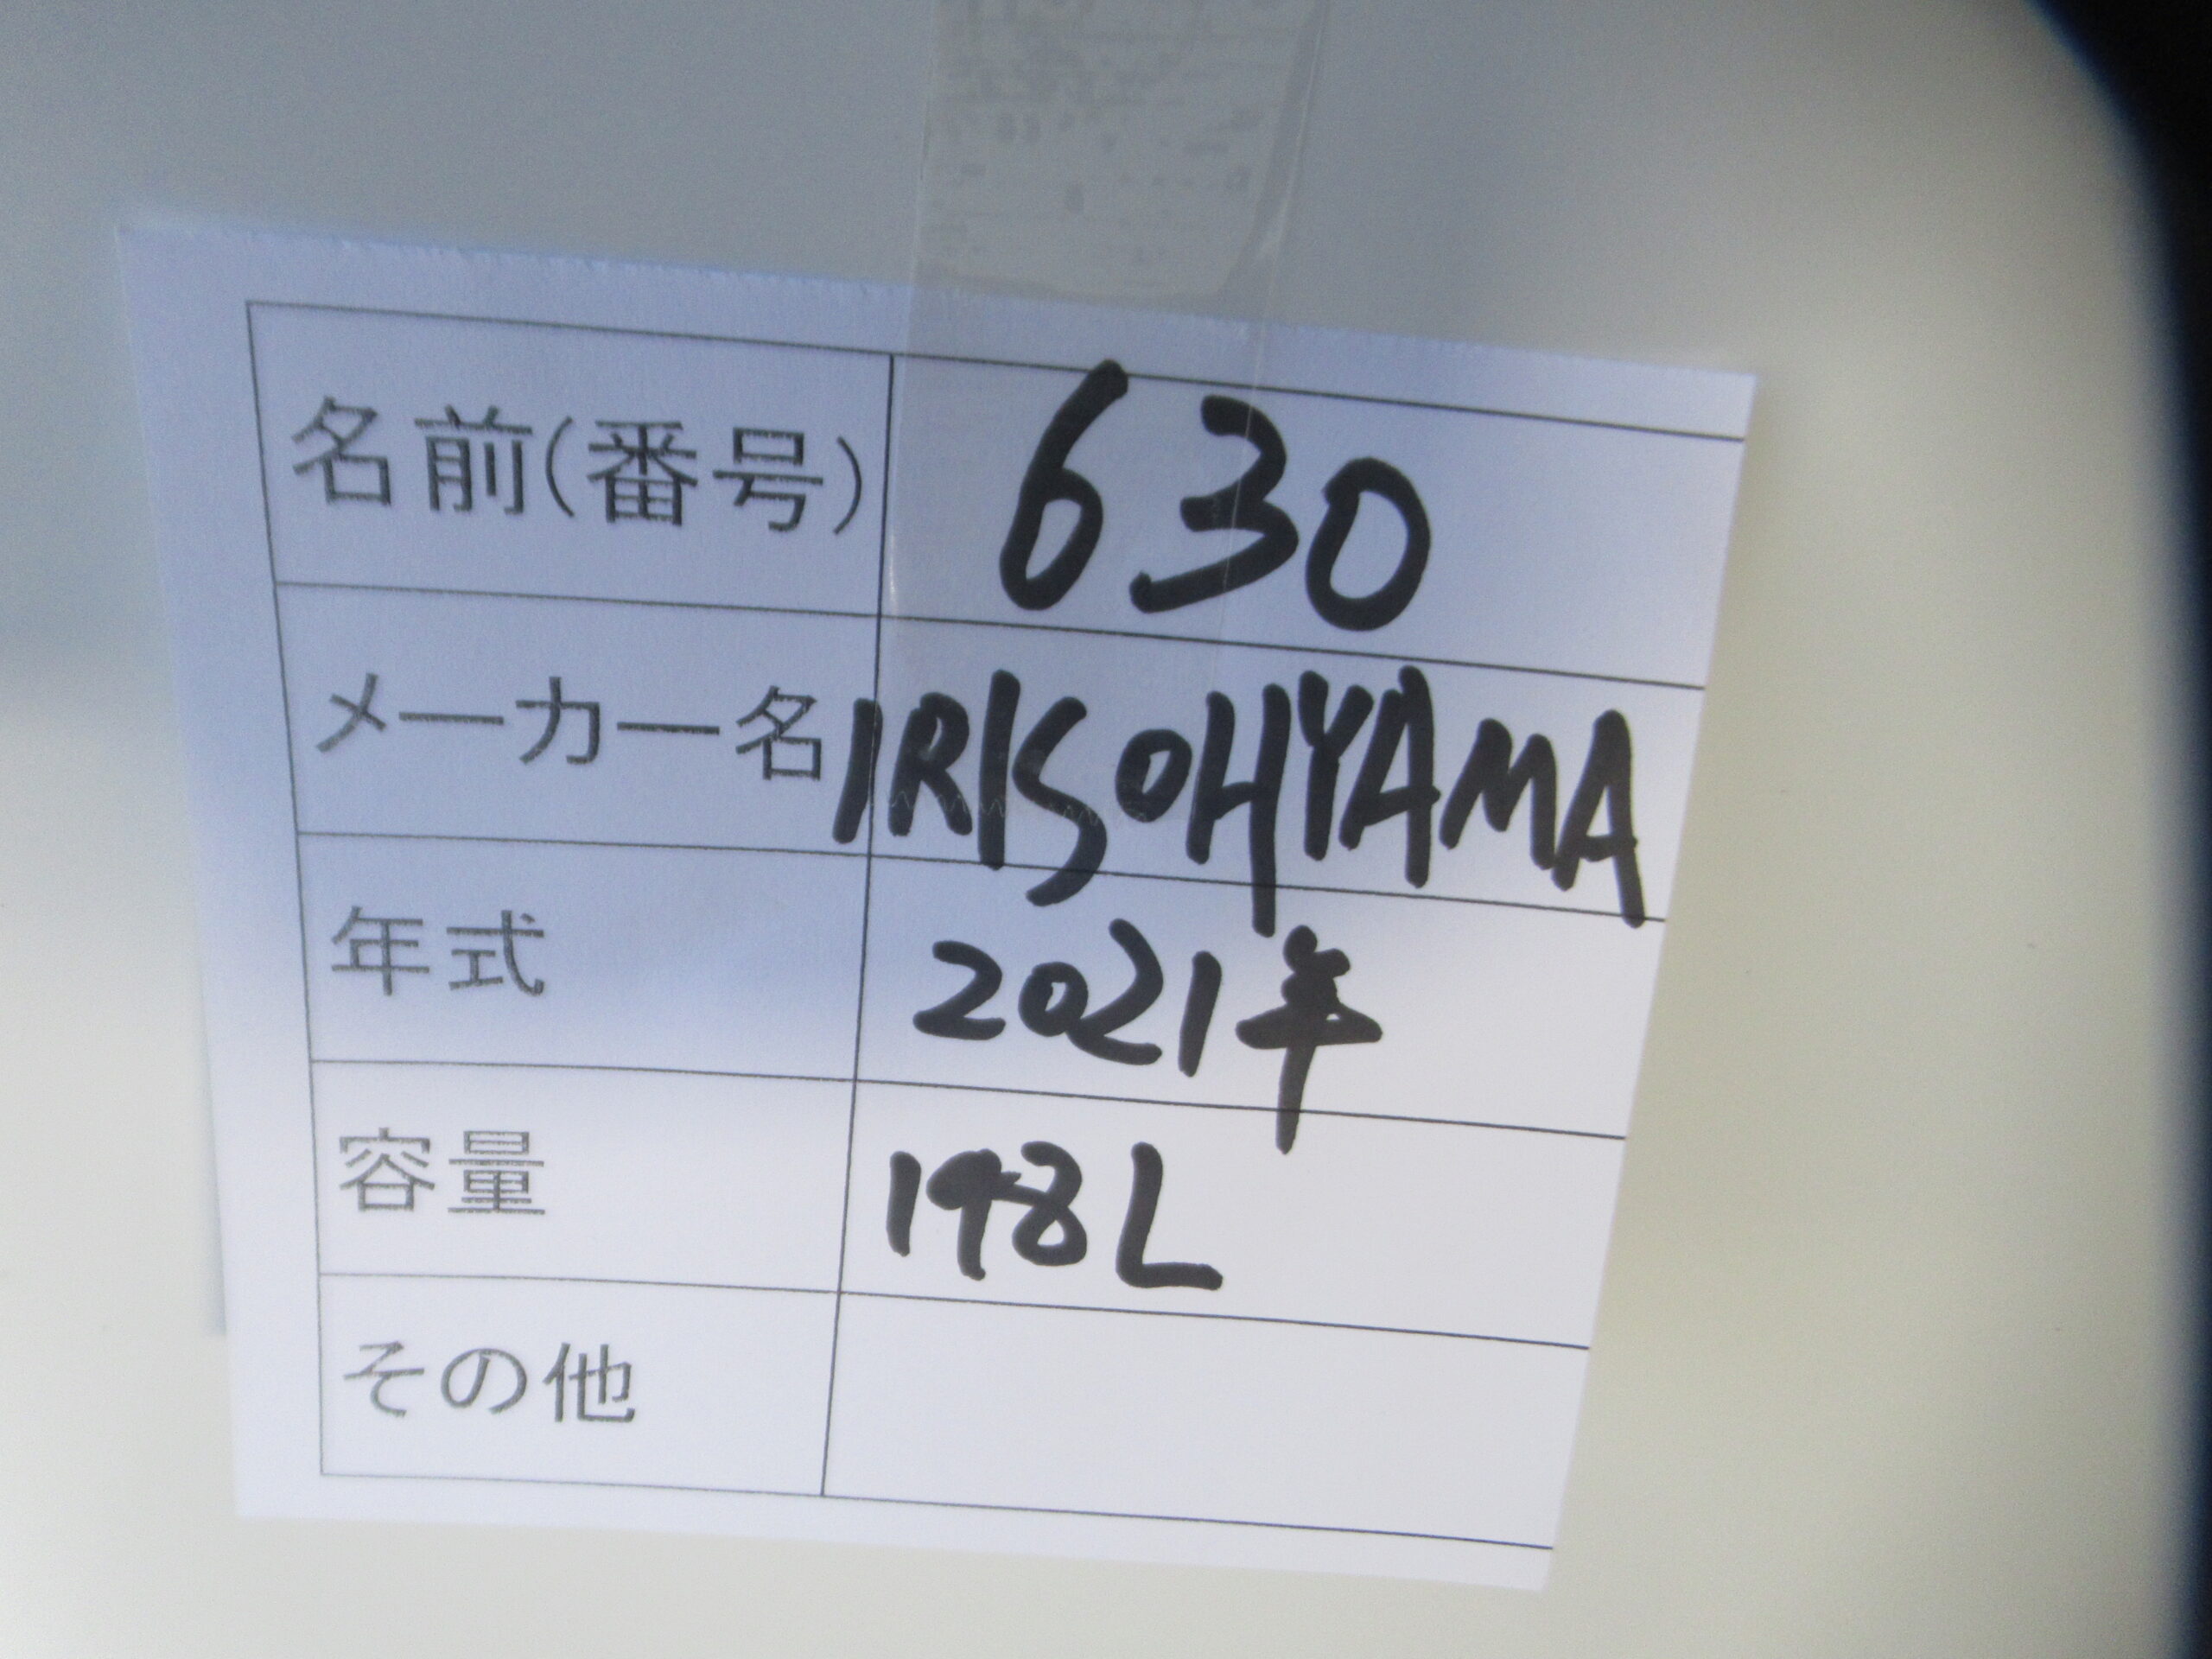 名前(番号) 630
メーカー名 IRISOHYAMA
年式 2021年
容量 198L
その他